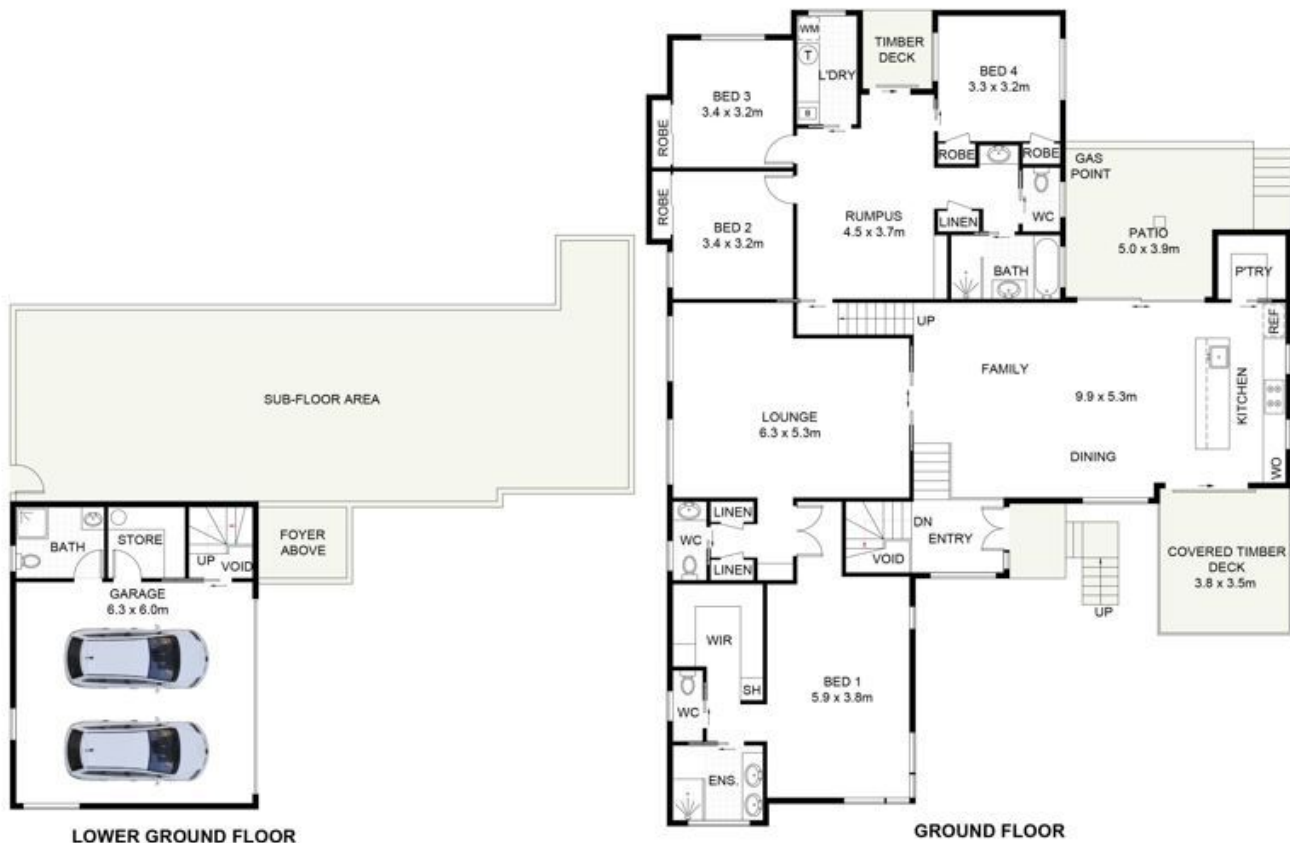 SUB-FLOOR AREA
BATH
STORE
UP
VOID
FOYER
ABOVE
GARAGE
6.3 x 6.0m
LOWER GROUND FLOOR
WM
T
L'DRY
TIMBER
DECK
BED 4
3.3 x 3.2m
BED 3
3.4 x 3.2m
ROBE
ROBE
ROBE
GAS
POINT
WC
ROBE
BED 2
3.4 x 3.2m
RUMPUS
4.5 x 3.7m
LINEN
PATIO
5.0 x 3.9m
BATH
P'TRY
UP
REF
FAMILY
KITCHEN
9.9 x 5.3m
LOUNGE
6.3 x 5.3m
DINING
WO
LINEN
WC
LINEN
DN
ENTRY
VOID
UP
COVERED TIMBER
DECK
3.8 x 3.5m
WIR
SH
BED 1
5.9 x 3.8m
WC
ENS.
GROUND FLOOR